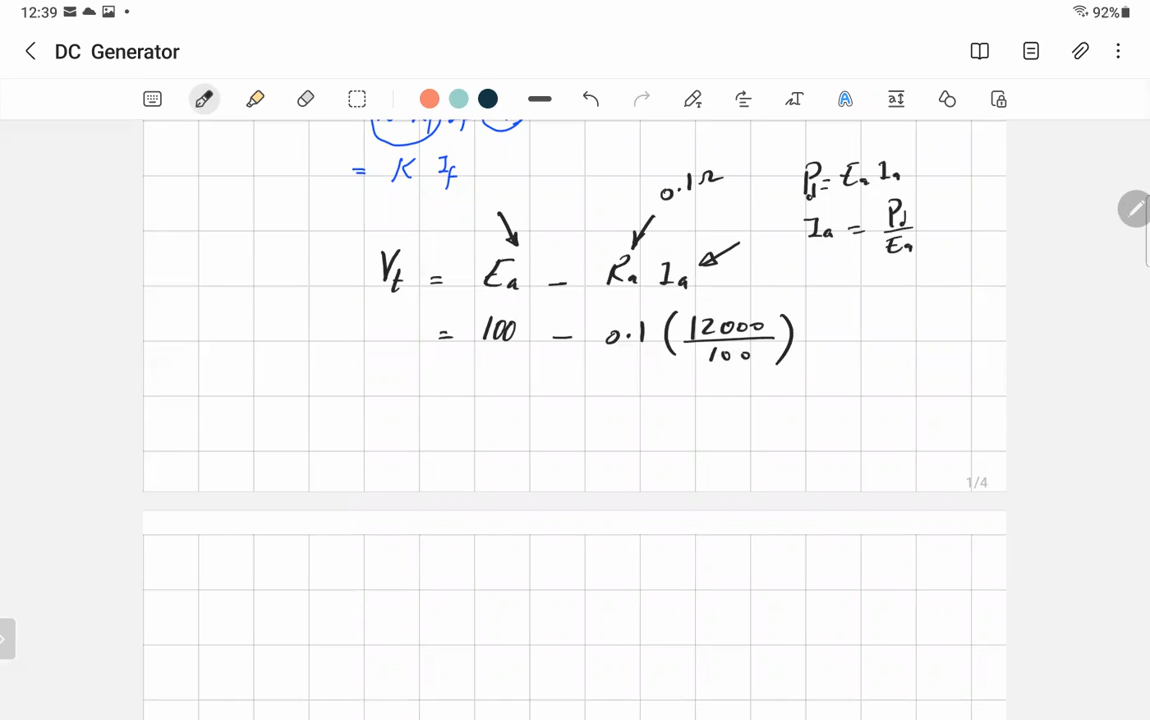 12:39 92%
DC Generator
= K If
0.1Ω
Pd = Ea Ia
Ia = Pd/Ea
Vt = Ea - Ra Ia
= 100 - 0.1 (12000/100)
1/4